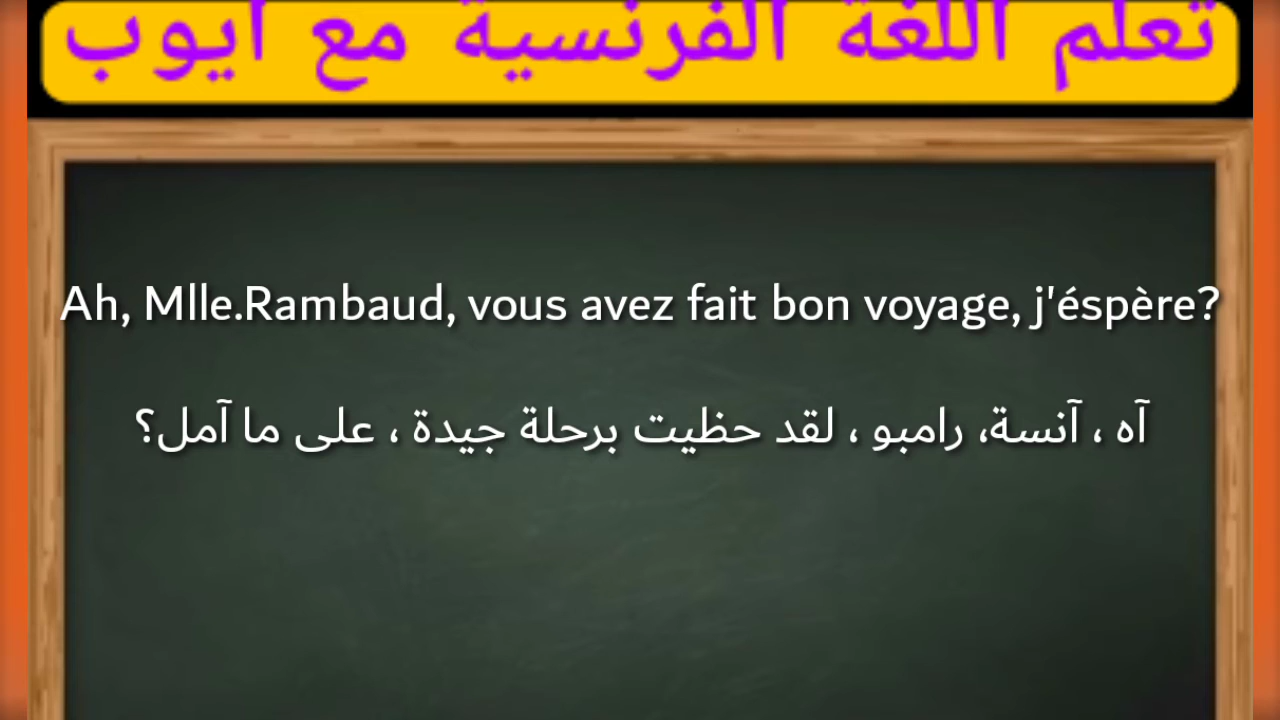 تعلم اللغة الفرنسية مع ايوب
Ah, Mlle.Rambaud, vous avez fait bon voyage, j'éspère?
آه ، آنسة، رامبو ، لقد حظيت برحلة جيدة ، على ما آمل؟